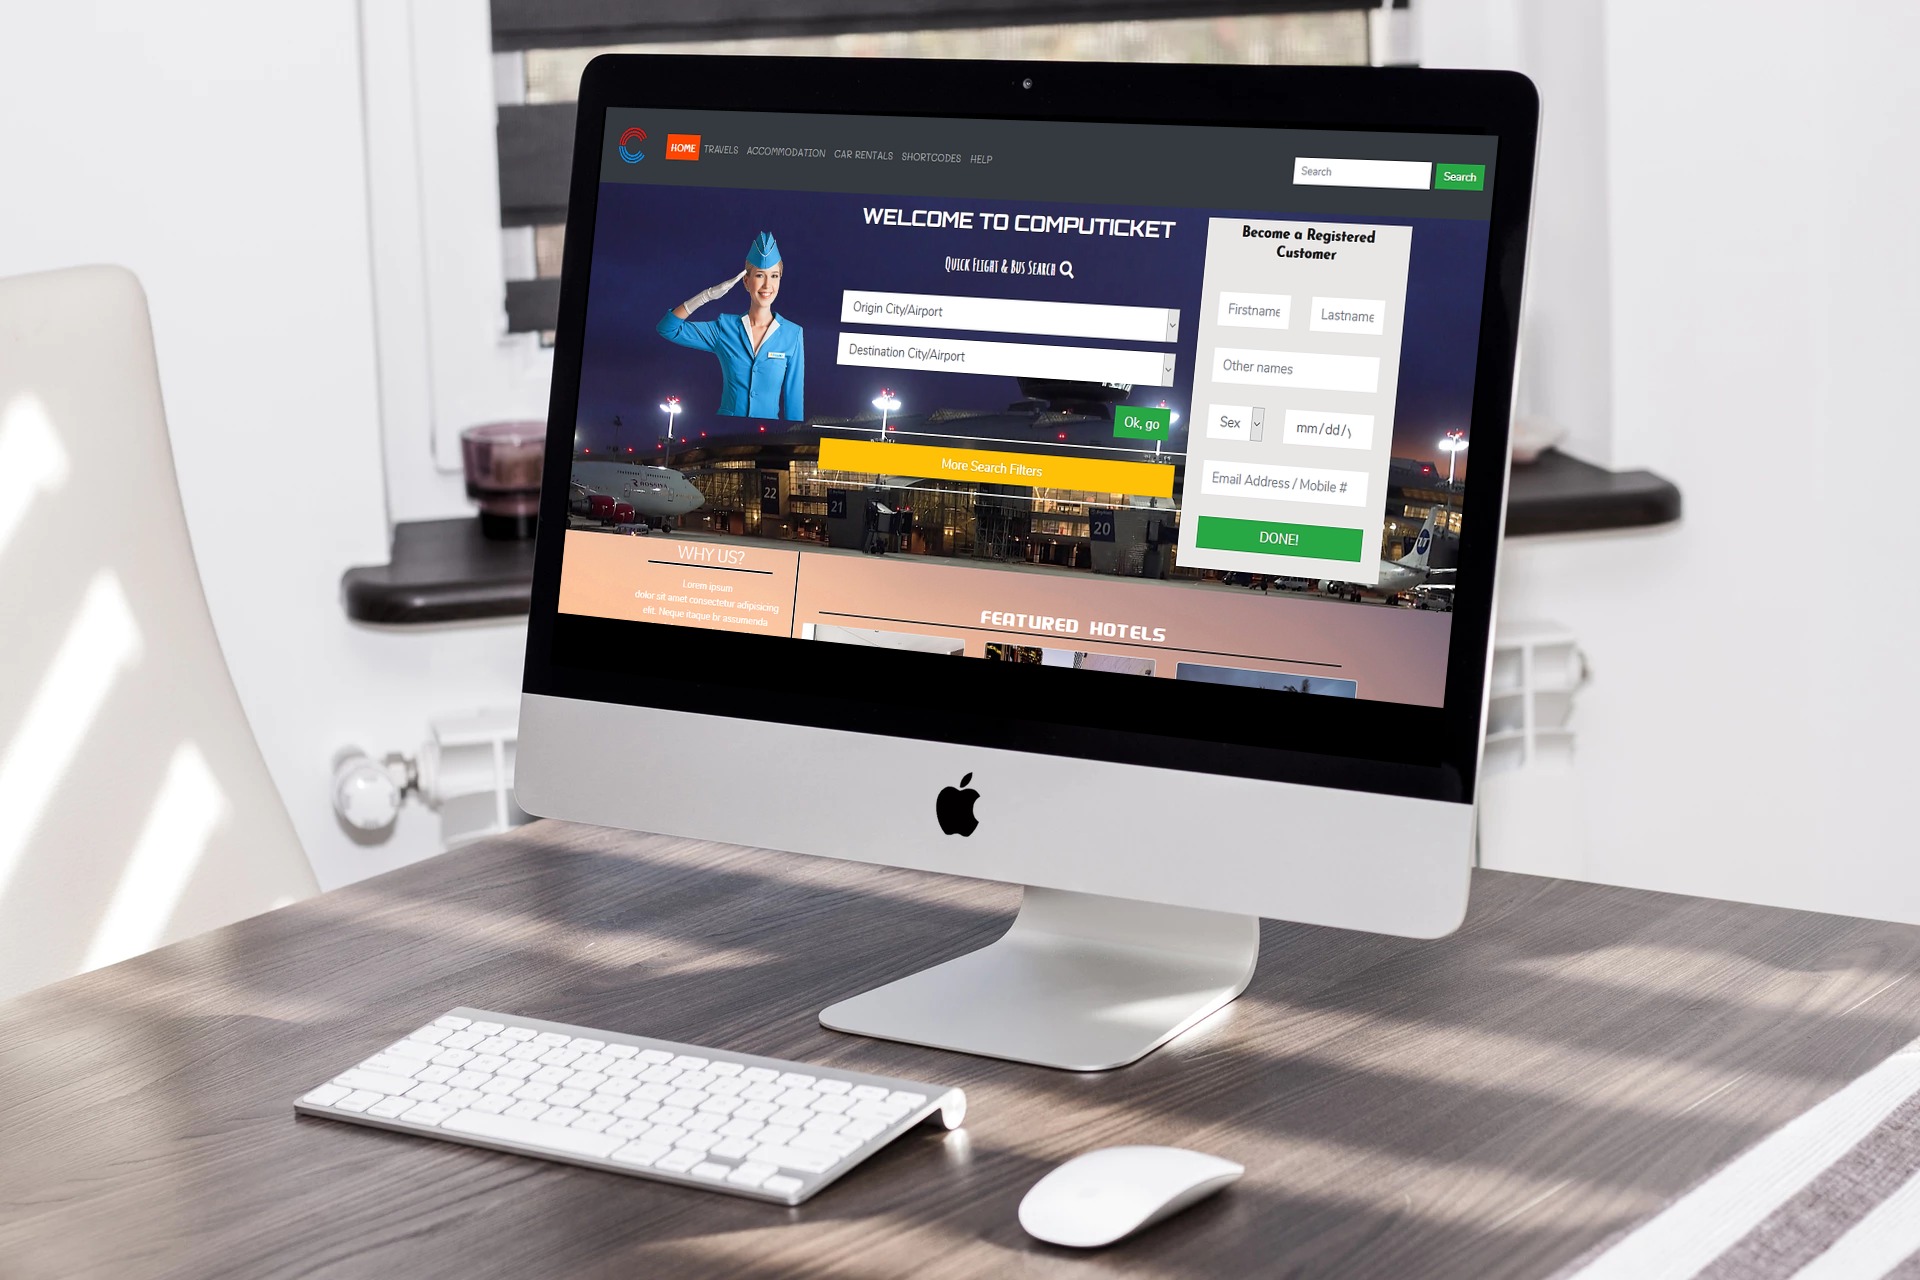 HOME TRAVELS ACCOMMODATION CAR RENTALS SHORTCODES HELP
Search Search
WELCOME TO COMPUTICKET
Quick Flight & Bus Search
Origin City/Airport
Destination City/Airport
Ok, go
More Search Filters
Become a Registered
Customer
Firstname Lastname
Other names
Sex mm/dd/y
Email Address / Mobile #
DONE!
22
21
20
WHY US?
Lorem ipsum
dolor sit amet consectetur adipisicing
elit. Neque itaque br assumenda
FEATURED HOTELS